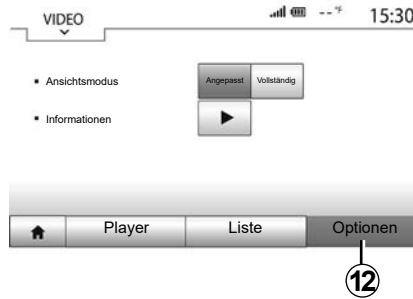 VIDEO --°F 15:30
▪ Ansichtsmodus Angepasst Vollständig
▪ Informationen
Player Liste Optionen
12